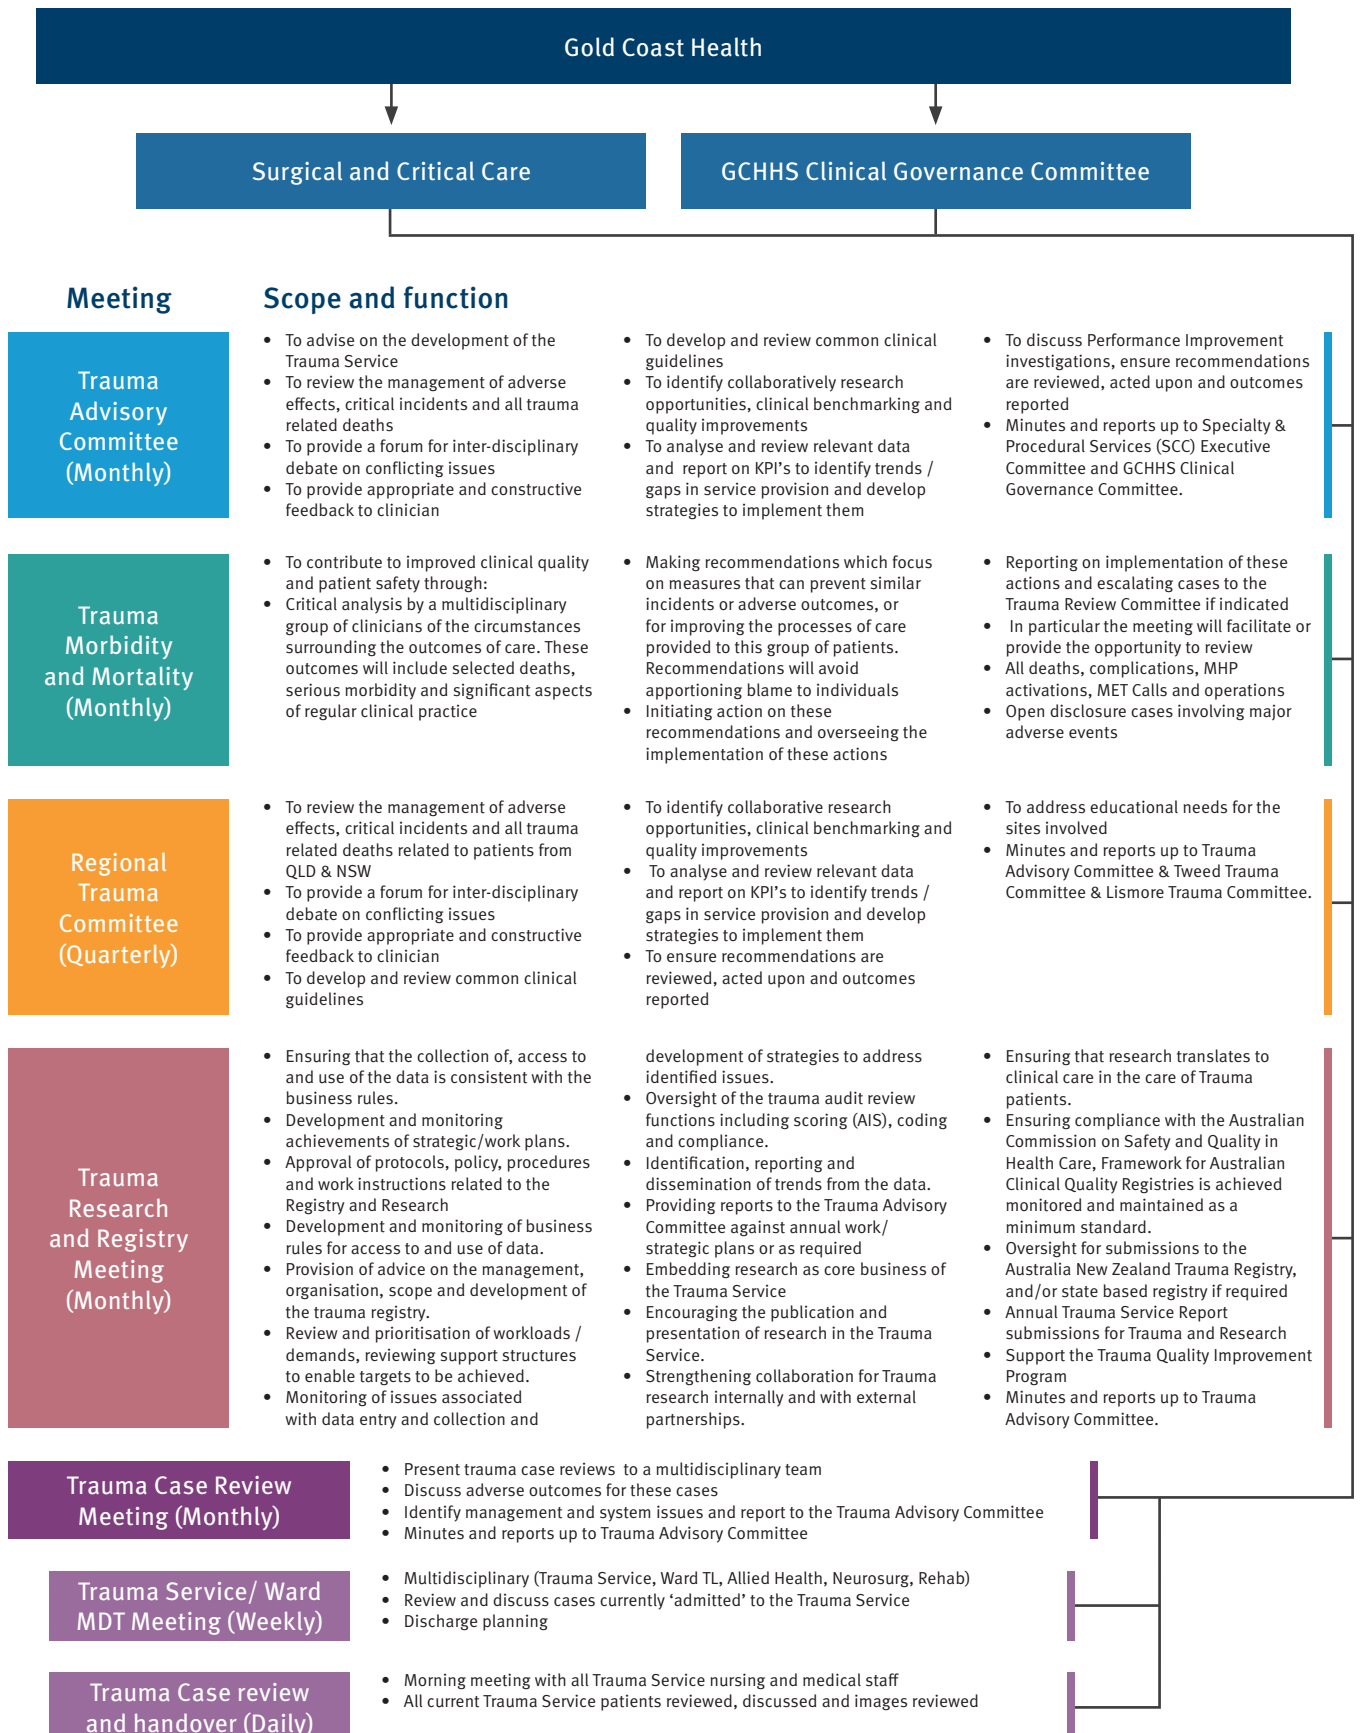 Gold Coast Health
Surgical and Critical Care
GCHHS Clinical Governance Committee
Meeting
Scope and function
Trauma
Advisory
Committee
(Monthly)
• To advise on the development of the
Trauma Service
• To review the management of adverse
effects, critical incidents and all trauma
related deaths
• To provide a forum for inter-disciplinary
debate on conflicting issues
• To provide appropriate and constructive
feedback to clinician
• To develop and review common clinical
guidelines
• To identify collaboratively research
opportunities, clinical benchmarking and
quality improvements
• To analyse and review relevant data
and report on KPI's to identify trends /
gaps in service provision and develop
strategies to implement them
• To discuss Performance Improvement
investigations, ensure recommendations
are reviewed, acted upon and outcomes
reported
• Minutes and reports up to Specialty &
Procedural Services (SCC) Executive
Committee and GCHHS Clinical
Governance Committee.
Trauma
Morbidity
and Mortality
(Monthly)
• To contribute to improved clinical quality
and patient safety through:
• Critical analysis by a multidisciplinary
group of clinicians of the circumstances
surrounding the outcomes of care. These
outcomes will include selected deaths,
serious morbidity and significant aspects
of regular clinical practice
• Making recommendations which focus
on measures that can prevent similar
incidents or adverse outcomes, or
for improving the processes of care
provided to this group of patients.
Recommendations will avoid
apportioning blame to individuals
• Initiating action on these
recommendations and overseeing the
implementation of these actions
• Reporting on implementation of these
actions and escalating cases to the
Trauma Review Committee if indicated
• In particular the meeting will facilitate or
provide the opportunity to review
• All deaths, complications, MHP
activations, MET Calls and operations
• Open disclosure cases involving major
adverse events
Regional
Trauma
Committee
(Quarterly)
• To review the management of adverse
effects, critical incidents and all trauma
related deaths related to patients from
QLD & NSW
• To provide a forum for inter-disciplinary
debate on conflicting issues
• To provide appropriate and constructive
feedback to clinician
• To develop and review common clinical
guidelines
• To identify collaborative research
opportunities, clinical benchmarking and
quality improvements
• To analyse and review relevant data
and report on KPI's to identify trends /
gaps in service provision and develop
strategies to implement them
• To ensure recommendations are
reviewed, acted upon and outcomes
reported
• To address educational needs for the
sites involved
• Minutes and reports up to Trauma
Advisory Committee & Tweed Trauma
Committee & Lismore Trauma Committee.
Trauma
Research
and Registry
Meeting
(Monthly)
• Ensuring that the collection of, access to
and use of the data is consistent with the
business rules.
• Development and monitoring
achievements of strategic/work plans.
• Approval of protocols, policy, procedures
and work instructions related to the
Registry and Research
• Development and monitoring of business
rules for access to and use of data.
• Provision of advice on the management,
organisation, scope and development of
the trauma registry.
• Review and prioritisation of workloads /
demands, reviewing support structures
to enable targets to be achieved.
• Monitoring of issues associated
with data entry and collection and
development of strategies to address
identified issues.
• Oversight of the trauma audit review
functions including scoring (AIS), coding
and compliance.
• Identification, reporting and
dissemination of trends from the data.
• Providing reports to the Trauma Advisory
Committee against annual work/
strategic plans or as required
• Embedding research as core business of
the Trauma Service
• Encouraging the publication and
presentation of research in the Trauma
Service.
• Strengthening collaboration for Trauma
research internally and with external
partnerships.
• Ensuring that research translates to
clinical care in the care of Trauma
patients.
• Ensuring compliance with the Australian
Commission on Safety and Quality in
Health Care, Framework for Australian
Clinical Quality Registries is achieved
monitored and maintained as a
minimum standard.
• Oversight for submissions to the
Australia New Zealand Trauma Registry,
and/or state based registry if required
• Annual Trauma Service Report
submissions for Trauma and Research
• Support the Trauma Quality Improvement
Program
• Minutes and reports up to Trauma
Advisory Committee.
Trauma Case Review
Meeting (Monthly)
• Present trauma case reviews to a multidisciplinary team
• Discuss adverse outcomes for these cases
• Identify management and system issues and report to the Trauma Advisory Committee
• Minutes and reports up to Trauma Advisory Committee
Trauma Service/ Ward
MDT Meeting (Weekly)
• Multidisciplinary (Trauma Service, Ward TL, Allied Health, Neurosurg, Rehab)
• Review and discuss cases currently ‘admitted’ to the Trauma Service
• Discharge planning
Trauma Case review
and handover (Daily)
• Morning meeting with all Trauma Service nursing and medical staff
• All current Trauma Service patients reviewed, discussed and images reviewed